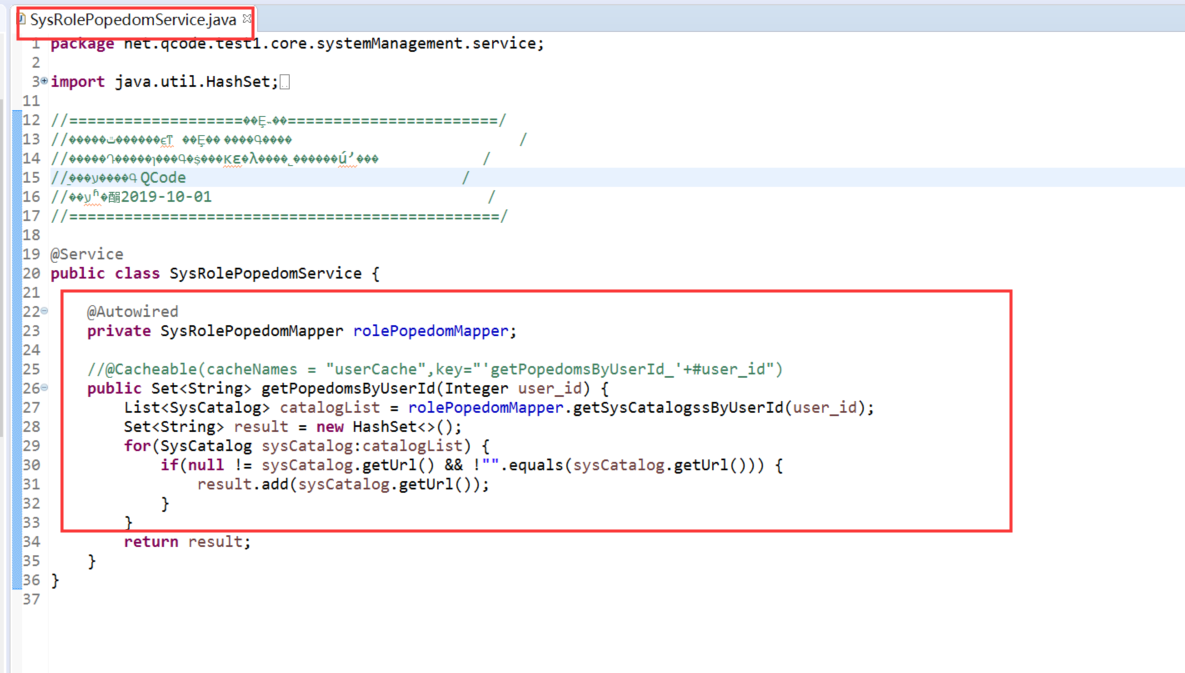 SysRolePopedomService.java
1 package net.qcode.test1.core.systemManagement.service;
2
3 import java.util.HashSet;
11
12 //===================�� ��=======================/
13 // /
14 // /
15 // QCode /
16 // 2019-10-01 /
17 //===============================================/
18
19 @Service
20 public class SysRolePopedomService {
21
22 @Autowired
23 private SysRolePopedomMapper rolePopedomMapper;
24
25 //@Cacheable(cacheNames = "userCache",key="'getPopedomsByUserId_'+#user_id")
26 public Set<String> getPopedomsByUserId(Integer user_id) {
27 List<SysCatalog> catalogList = rolePopedomMapper.getSysCatalogssByUserId(user_id);
28 Set<String> result = new HashSet<>();
29 for(SysCatalog sysCatalog:catalogList) {
30 if(null != sysCatalog.getUrl() && !"".equals(sysCatalog.getUrl())) {
31 result.add(sysCatalog.getUrl());
32 }
33 }
34 return result;
35 }
36 }
37